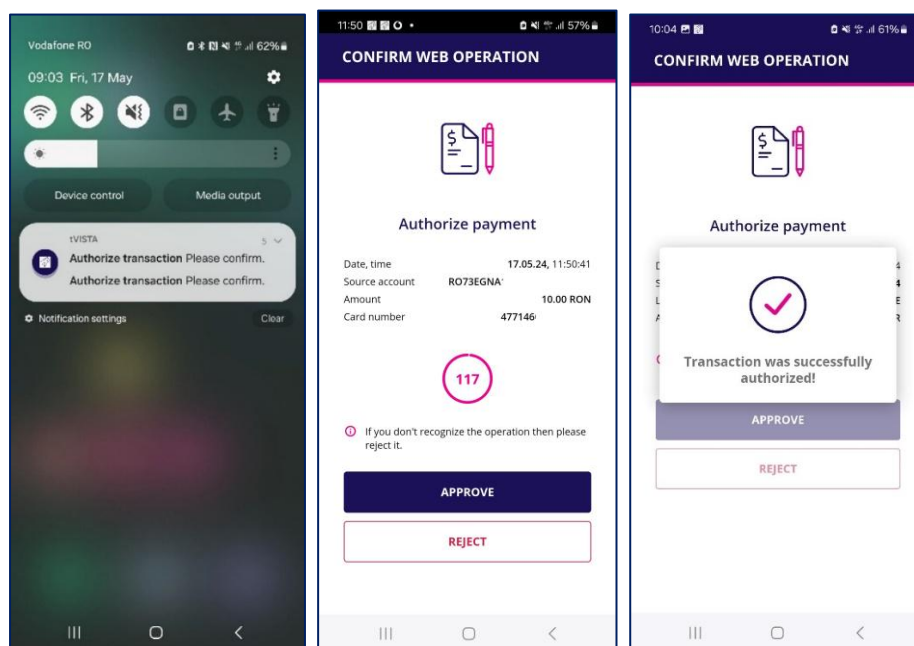 Vodafone RO
62%
09:03 Fri, 17 May
Device control
Media output
tVISTA
5
Authorize transaction Please confirm.
Authorize transaction Please confirm.
Notification settings
Clear
11:50
57%
CONFIRM WEB OPERATION
$
Authorize payment
Date, time 17.05.24, 11:50:41
Source account RO73EGNA
Amount 10.00 RON
Card number 477146
117
If you don't recognize the operation then please
reject it.
APPROVE
REJECT
10:04
61%
CONFIRM WEB OPERATION
$
Authorize payment
Transaction was successfully
authorized!
APPROVE
REJECT